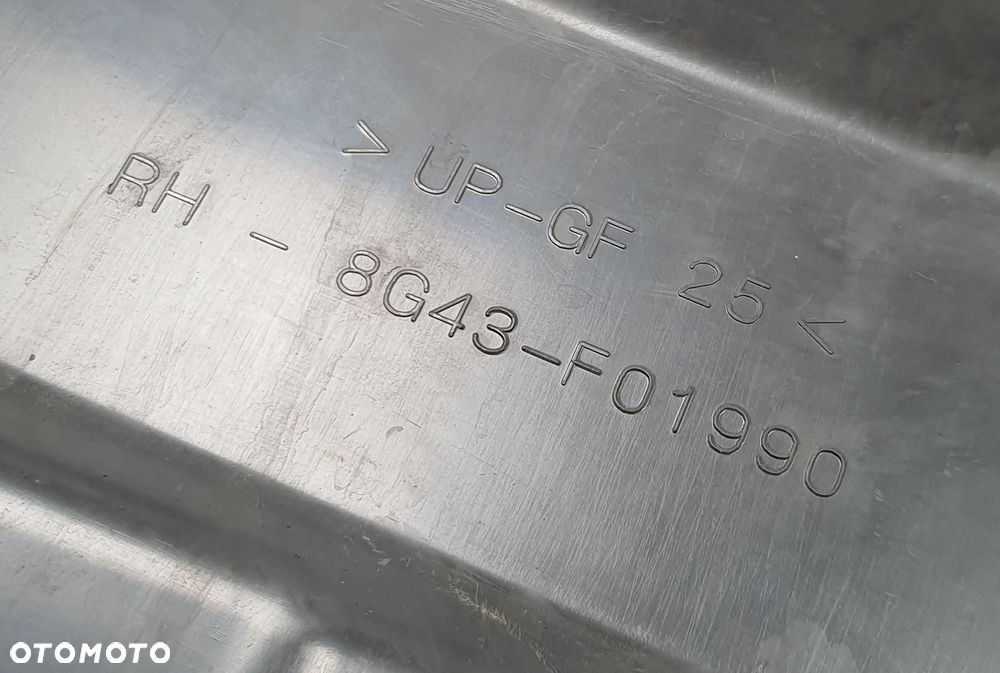 > UP-GF 25 <
RH - 8G43-F01990
OTOMOTO